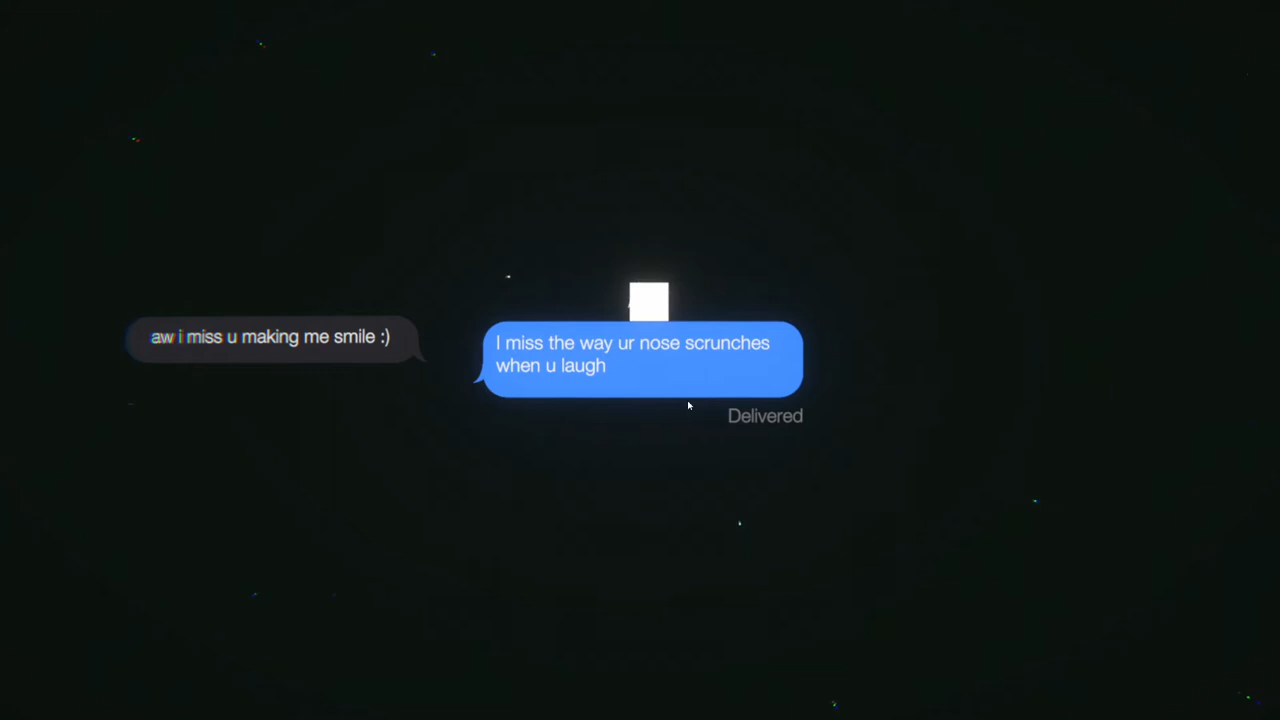 aw i miss u making me smile :)
I miss the way ur nose scrunches
when u laugh
Delivered